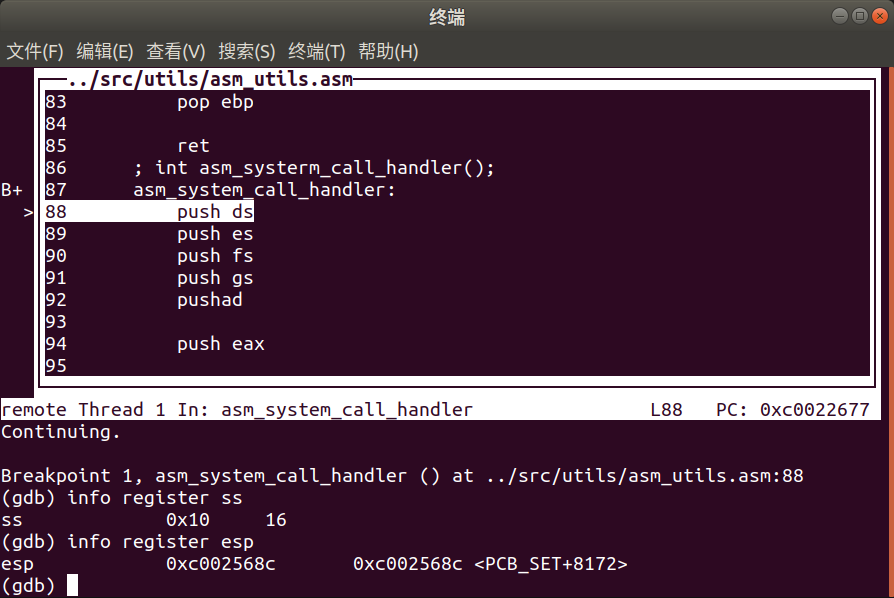 终端
文件(F) 编辑(E) 查看(V) 搜索(S) 终端(T) 帮助(H)
../src/utils/asm_utils.asm
83          pop ebp
84
85          ret
86      ; int asm_systerm_call_handler();
B+ 87      asm_system_call_handler:
> 88          push ds
89          push es
90          push fs
91          push gs
92          pushad
93
94          push eax
95
remote Thread 1 In: asm_system_call_handler                L88   PC: 0xc0022677
Continuing.
Breakpoint 1, asm_system_call_handler () at ../src/utils/asm_utils.asm:88
(gdb) info register ss
ss             0x10     16
(gdb) info register esp
esp            0xc002568c       0xc002568c <PCB_SET+8172>
(gdb)